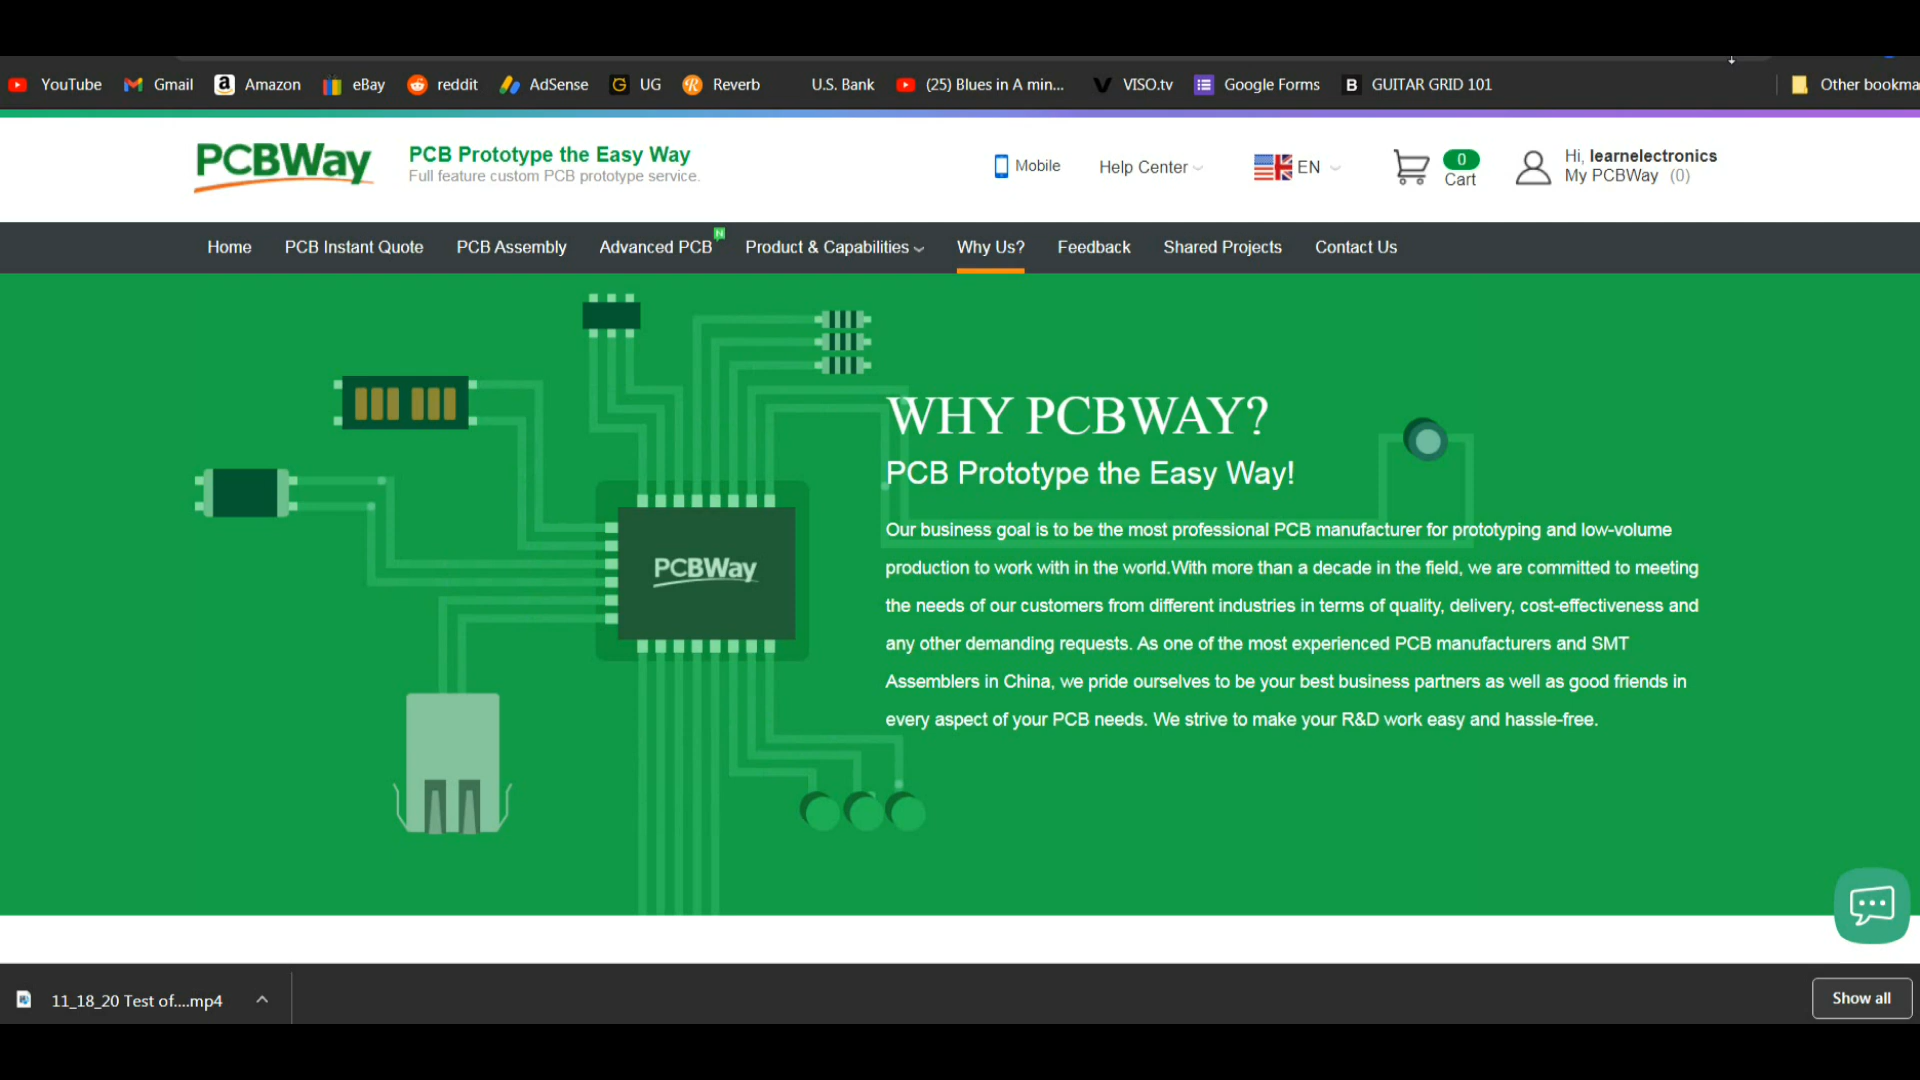 YouTube Gmail Amazon eBay reddit AdSense UG Reverb U.S. Bank (25) Blues in A min... VISO.tv Google Forms GUITAR GRID 101 Other bookma
PCBWay
PCB Prototype the Easy Way
Full feature custom PCB prototype service.
Mobile
Help Center
EN
0
Cart
Hi, learnelectronics
My PCBWay (0)
Home PCB Instant Quote PCB Assembly Advanced PCB N Product & Capabilities Why Us? Feedback Shared Projects Contact Us
PCBWay
WHY PCBWAY?
PCB Prototype the Easy Way!
Our business goal is to be the most professional PCB manufacturer for prototyping and low-volume
production to work with in the world.With more than a decade in the field, we are committed to meeting
the needs of our customers from different industries in terms of quality, delivery, cost-effectiveness and
any other demanding requests. As one of the most experienced PCB manufacturers and SMT
Assemblers in China, we pride ourselves to be your best business partners as well as good friends in
every aspect of your PCB needs. We strive to make your R&D work easy and hassle-free.
11_18_20 Test of....mp4
Show all